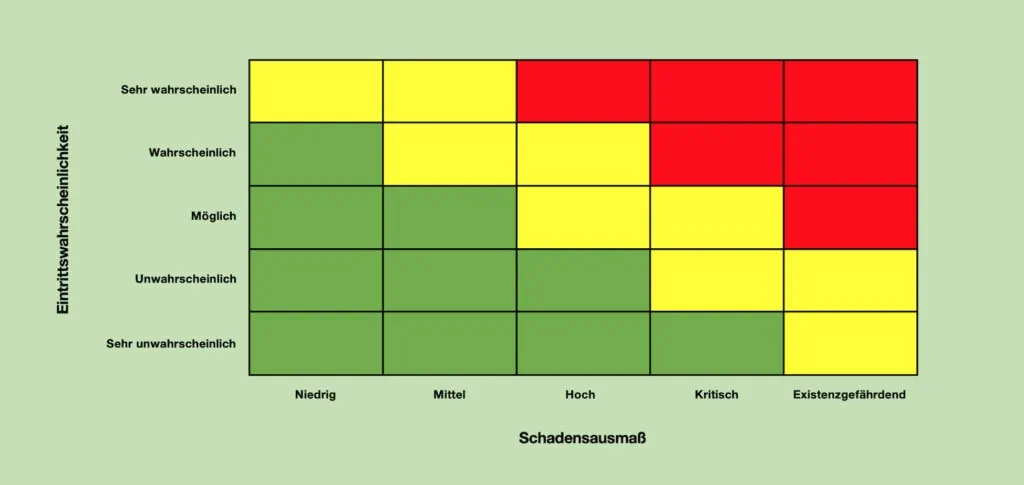 Eintrittswahrscheinlichkeit
Sehr wahrscheinlich
Wahrscheinlich
Möglich
Unwahrscheinlich
Sehr unwahrscheinlich
Niedrig
Mittel
Hoch
Kritisch
Existenzgefährdend
Schadensausmaß